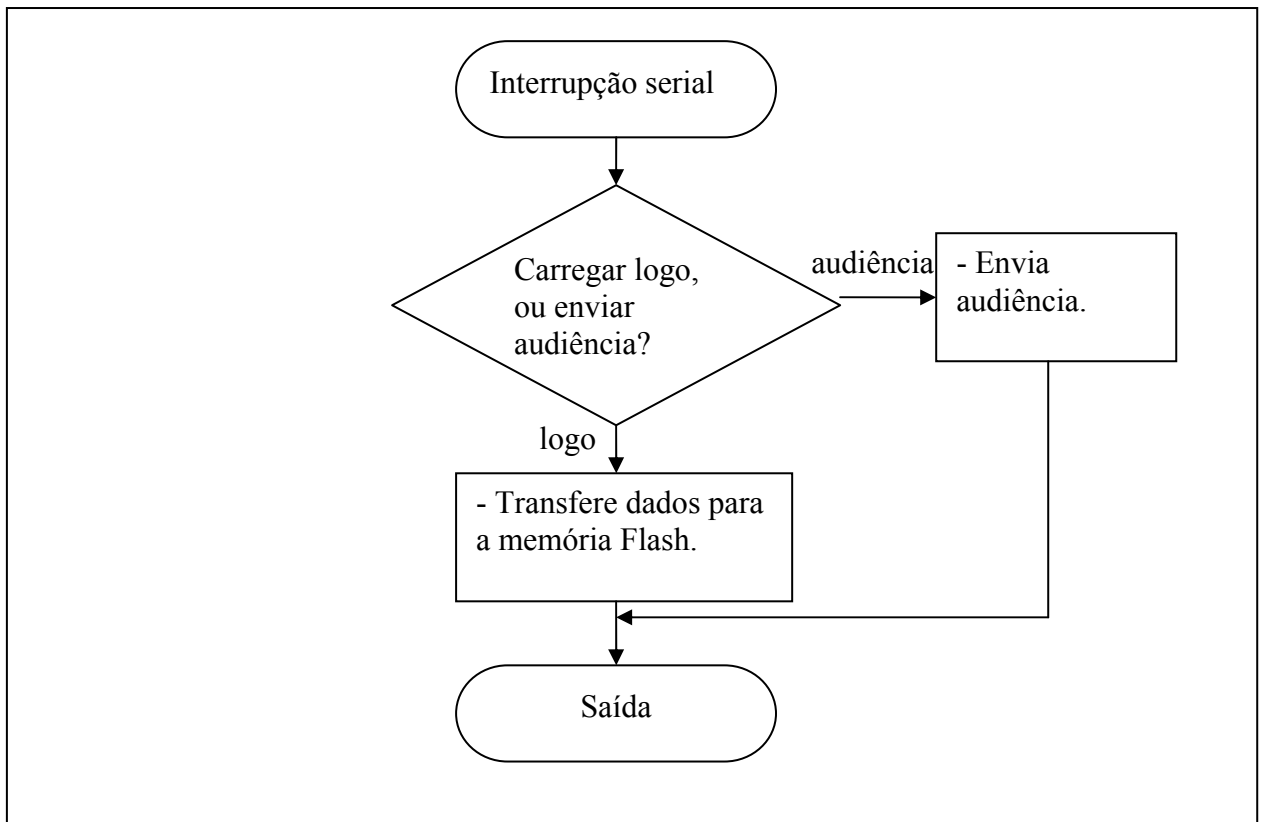 Interrupção serial
Carregar logo,
ou enviar
audiência?
audiência
- Envia
audiência.
logo
- Transfere dados para
a memória Flash.
Saída